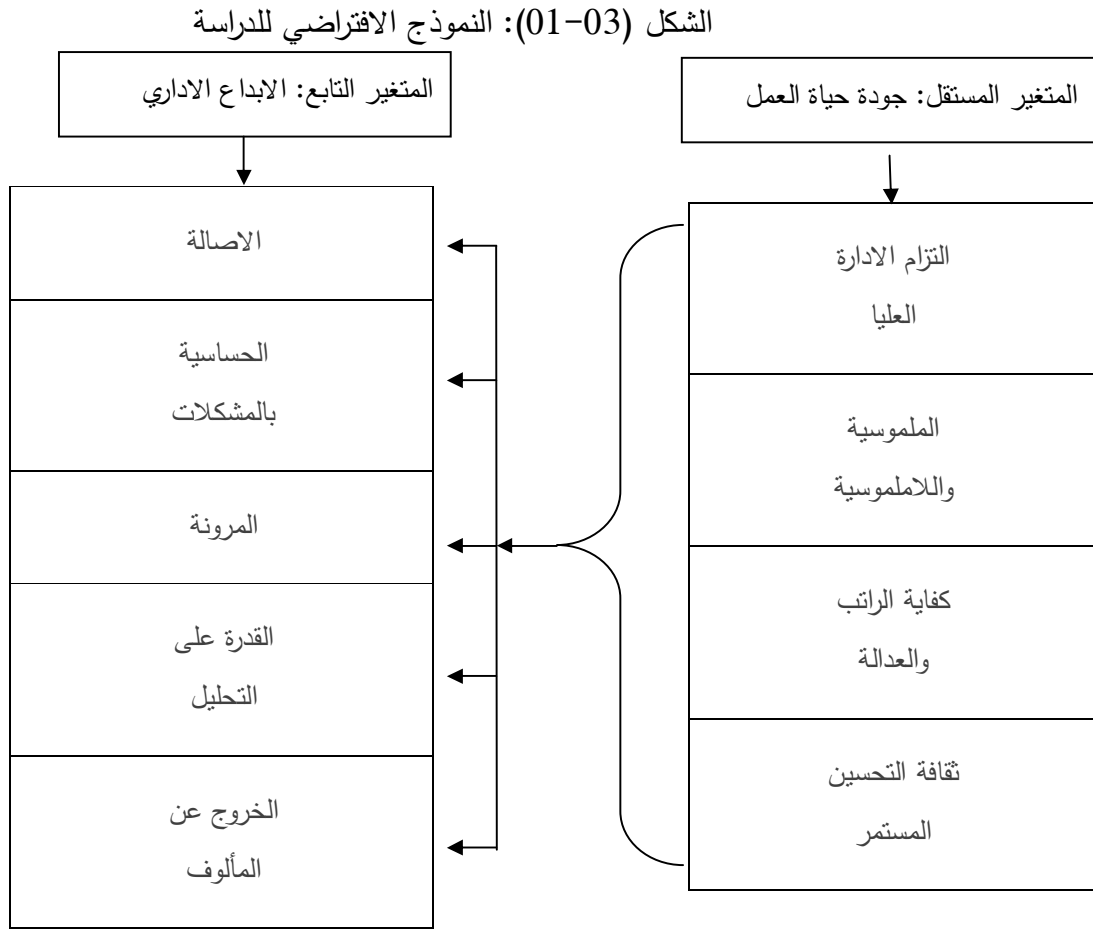 الشكل (03-01): النموذج الافتراضي للدراسة
المتغير المستقل: جودة حياة العمل
المتغير التابع: الابداع الاداري
التزام الادارة
العليا
الملموسية
واللاملموسية
كفاية الراتب
والعدالة
ثقافة التحسين
المستمر
الاصالة
الحساسية
بالمشكلات
المرونة
القدرة على
التحليل
الخروج عن
المألوف